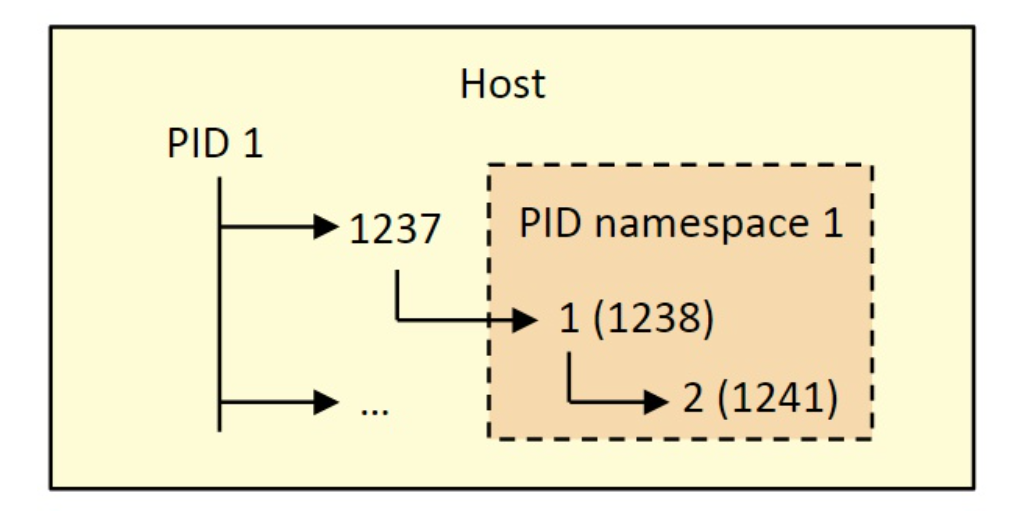 Host
PID 1
1237
PID namespace 1
1 (1238)
...
2 (1241)